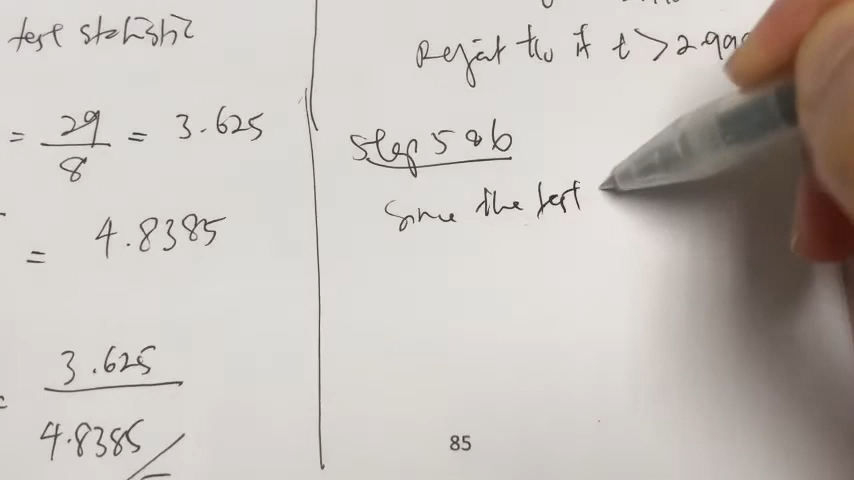 test statistic
= 29/8 = 3.625
= 4.8385
= 3.625
4.8385
Reject H0 if t > 2.998
Step 5 & 6
Since the test
85